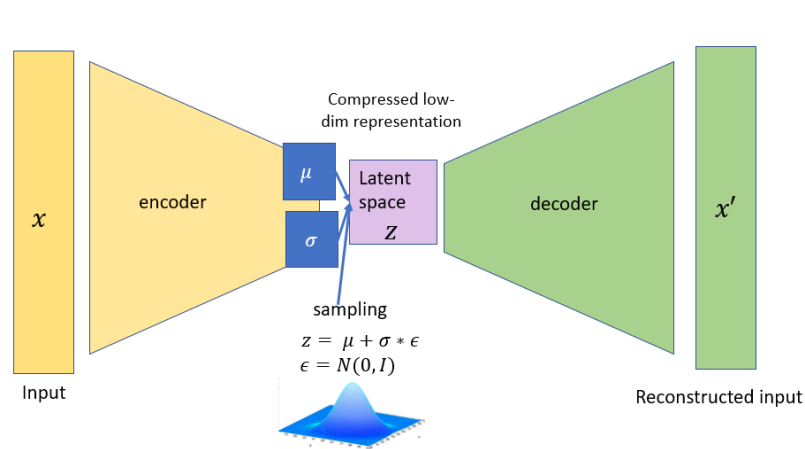 x
encoder
μ
σ
Compressed low-
dim representation
Latent
space
z
sampling
z = μ + σ * ϵ
ϵ = N(0, I)
decoder
x′
Input
Reconstructed input